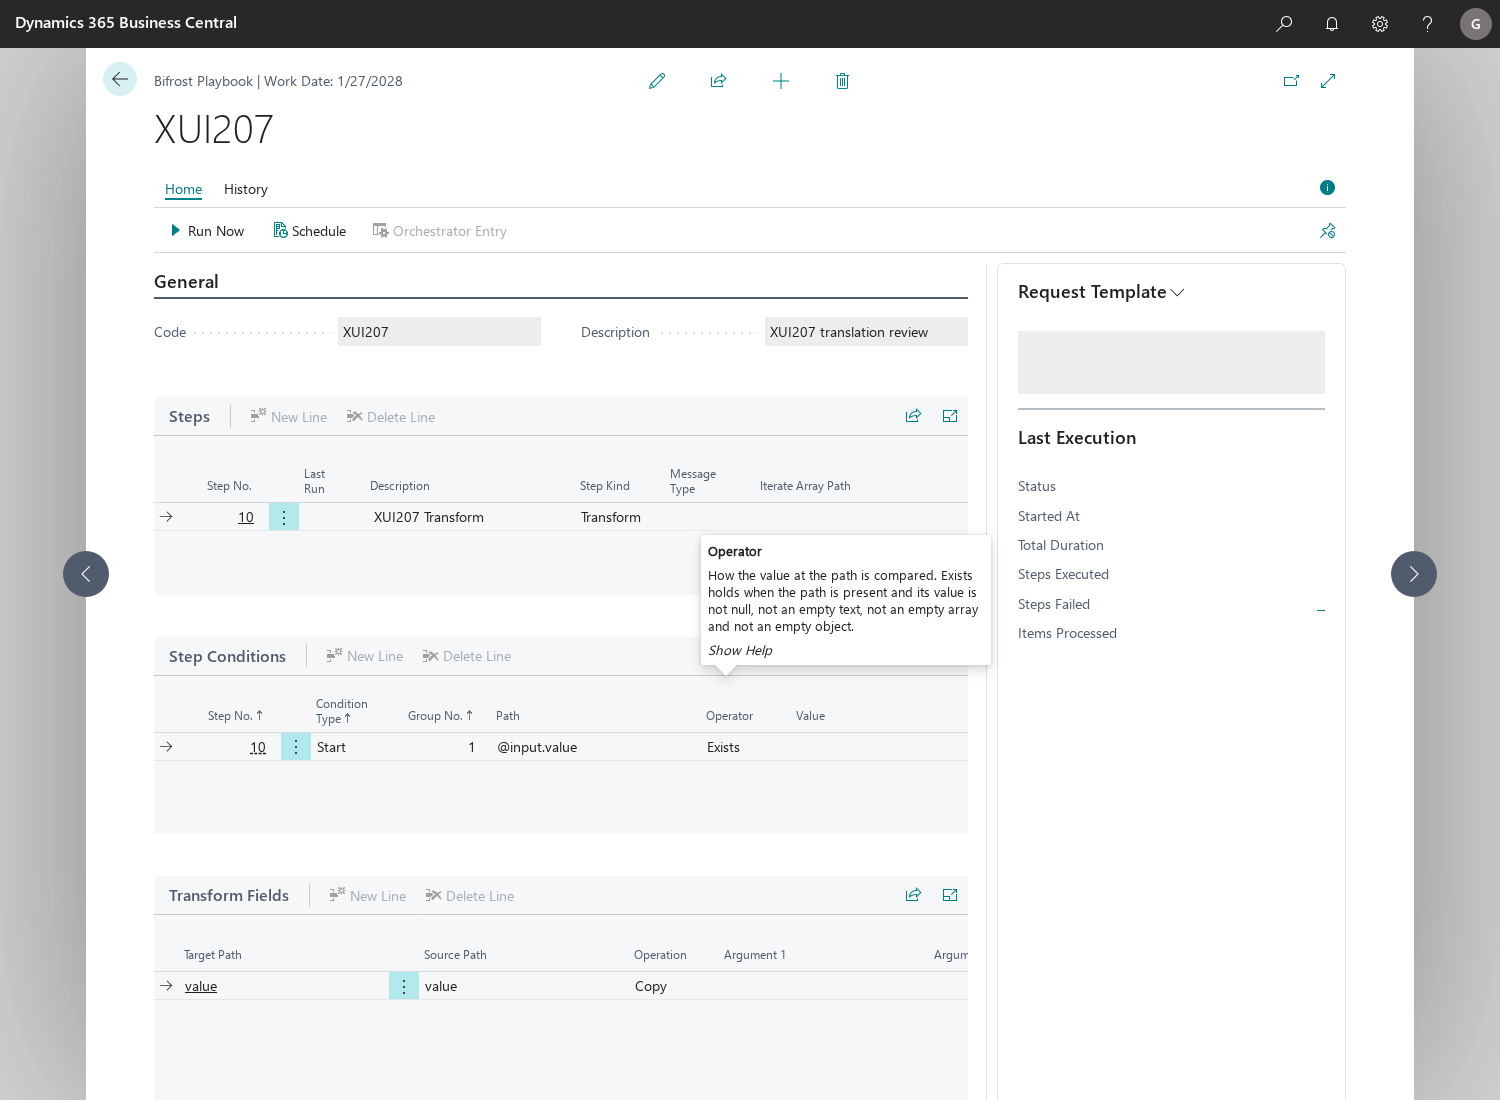 Dynamics 365 Business Central
G
Bifrost Playbook | Work Date: 1/27/2028
XUI207
Home
History
Run Now
Schedule
Orchestrator Entry
General
Code
XUI207
Description
XUI207 translation review
Steps
New Line
Delete Line
Step No.
Last
Run
Description
Step Kind
Message
Type
Iterate Array Path
10
XUI207 Transform
Transform
Operator
How the value at the path is compared. Exists
holds when the path is present and its value is
not null, not an empty text, not an empty array
and not an empty object.
Show Help
Step Conditions
New Line
Delete Line
Step No.
Condition
Type
Group No.
Path
Operator
Value
10
Start
1
@input.value
Exists
Transform Fields
New Line
Delete Line
Target Path
Source Path
Operation
Argument 1
Argum
value
value
Copy
Request Template
Last Execution
Status
Started At
Total Duration
Steps Executed
Steps Failed
Items Processed